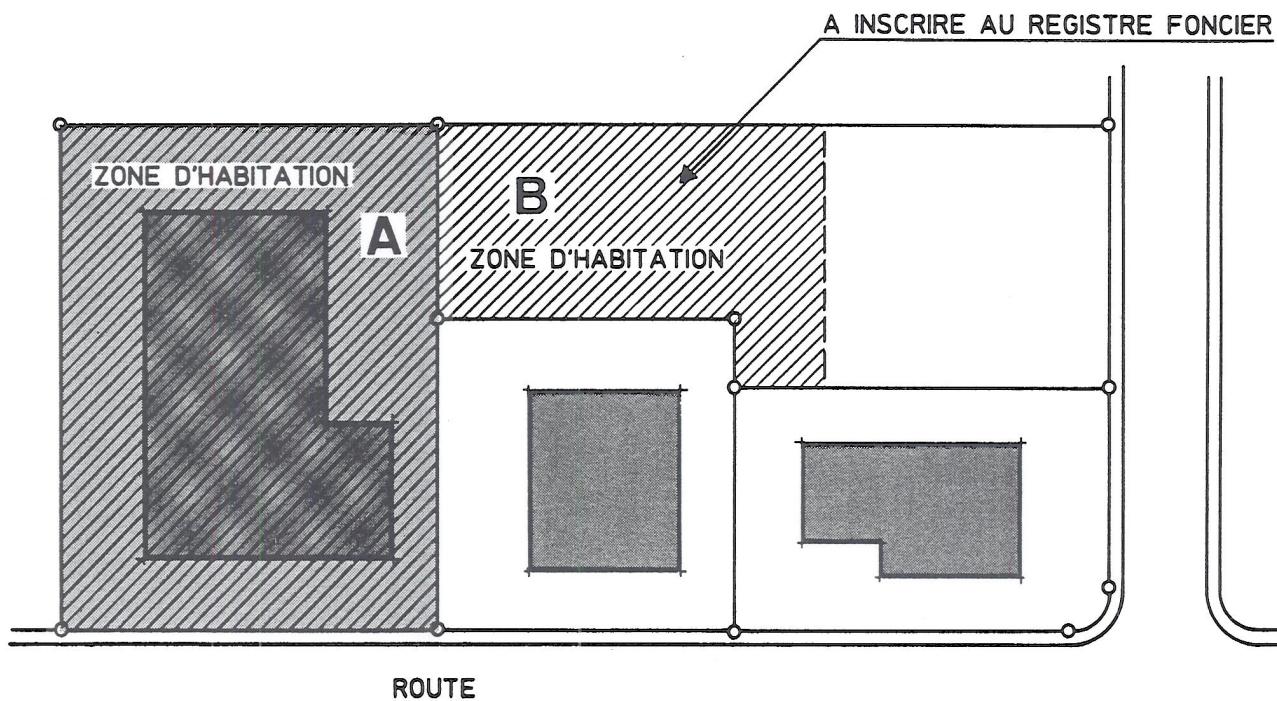 A INSCRIRE AU REGISTRE FONCIER
ZONE D'HABITATION
A
B
ZONE D'HABITATION
ROUTE